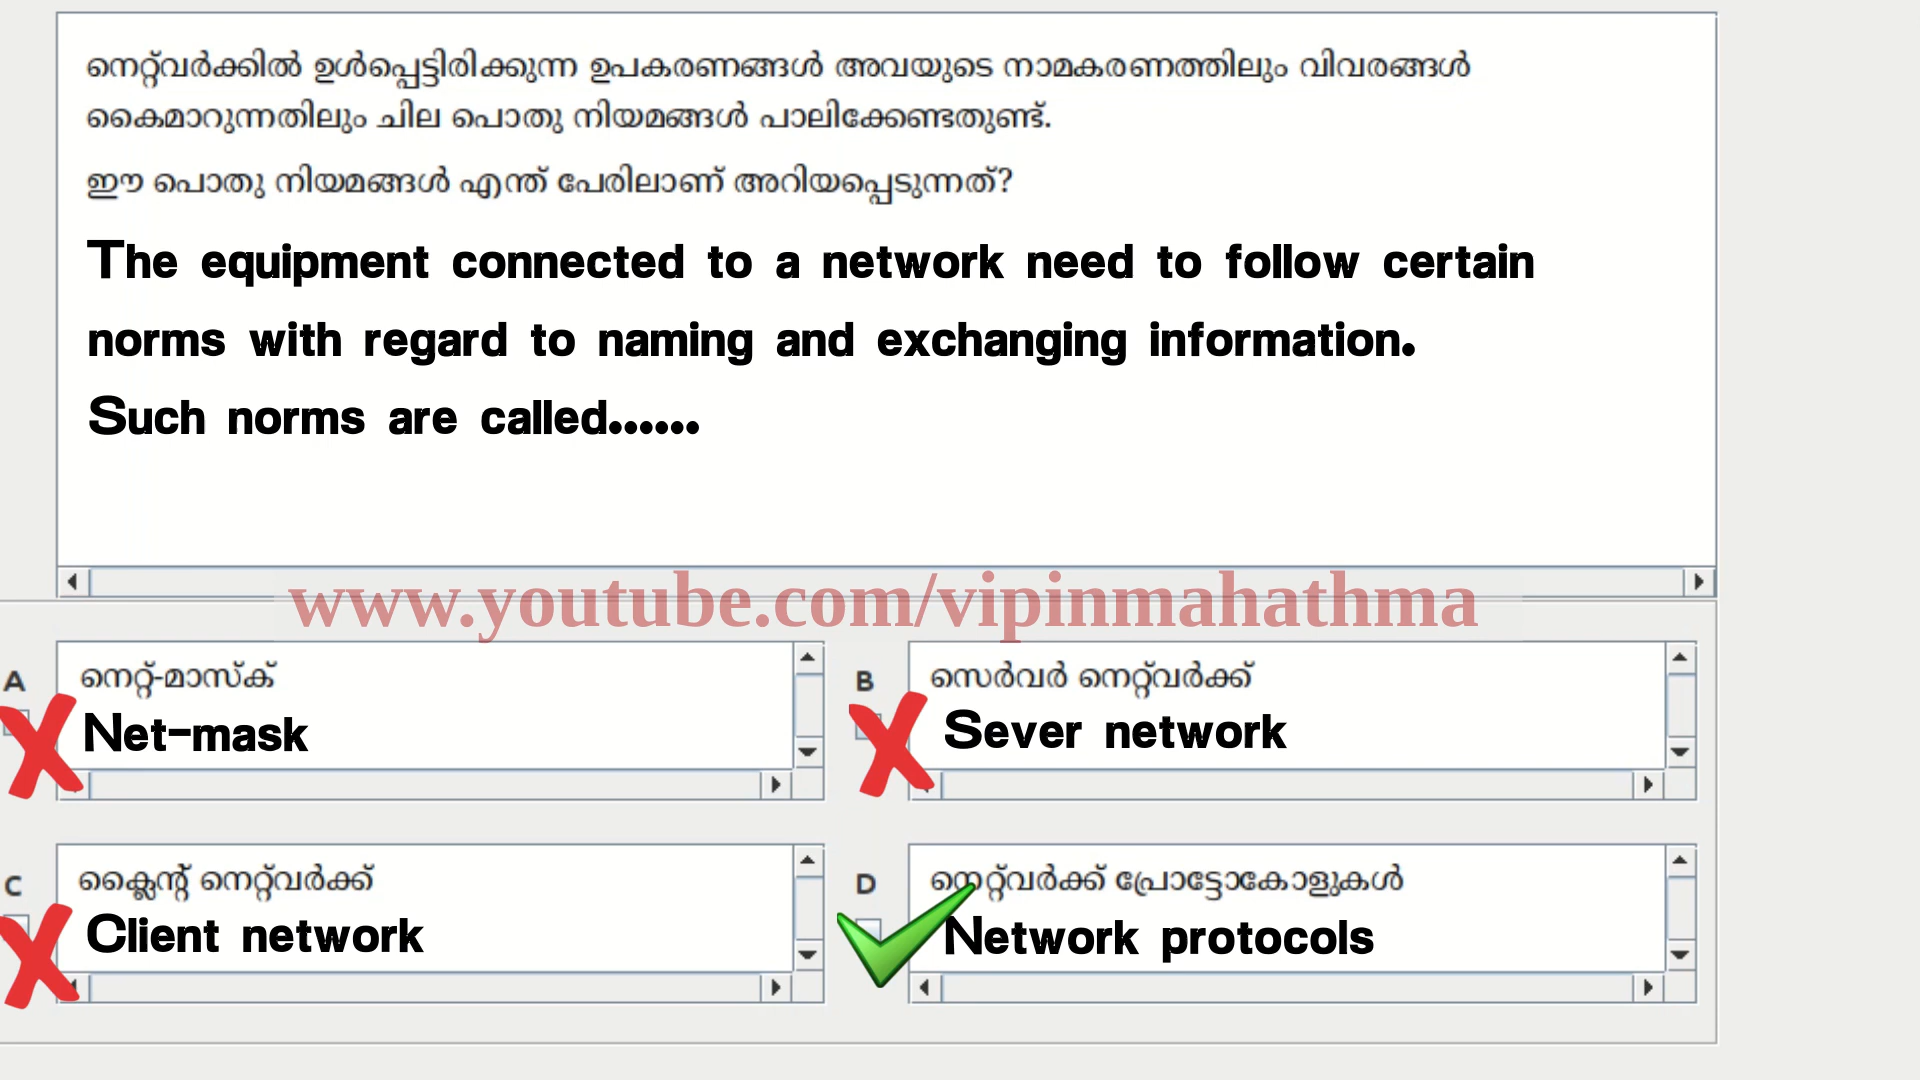 നെറ്റ്‌വർക്കിൽ ഉൾപ്പെട്ടിരിക്കുന്ന ഉപകരണങ്ങൾ അവയുടെ നാമകരണത്തിലും വിവരങ്ങൾ
കൈമാറുന്നതിലും ചില പൊതു നിയമങ്ങൾ പാലിക്കേണ്ടതുണ്ട്.
ഈ പൊതു നിയമങ്ങൾ എന്ത് പേരിലാണ് അറിയപ്പെടുന്നത്?
The equipment connected to a network need to follow certain
norms with regard to naming and exchanging information.
Such norms are called......
www.youtube.com/vipinmahathma
A
നെറ്റ്-മാസ്ക്
Net-mask
B
സെർവർ നെറ്റ്‌വർക്ക്
Sever network
C
ക്ലൈന്റ് നെറ്റ്‌വർക്ക്
Client network
D
നെറ്റ്‌വർക്ക് പ്രോട്ടോകോളുകൾ
Network protocols